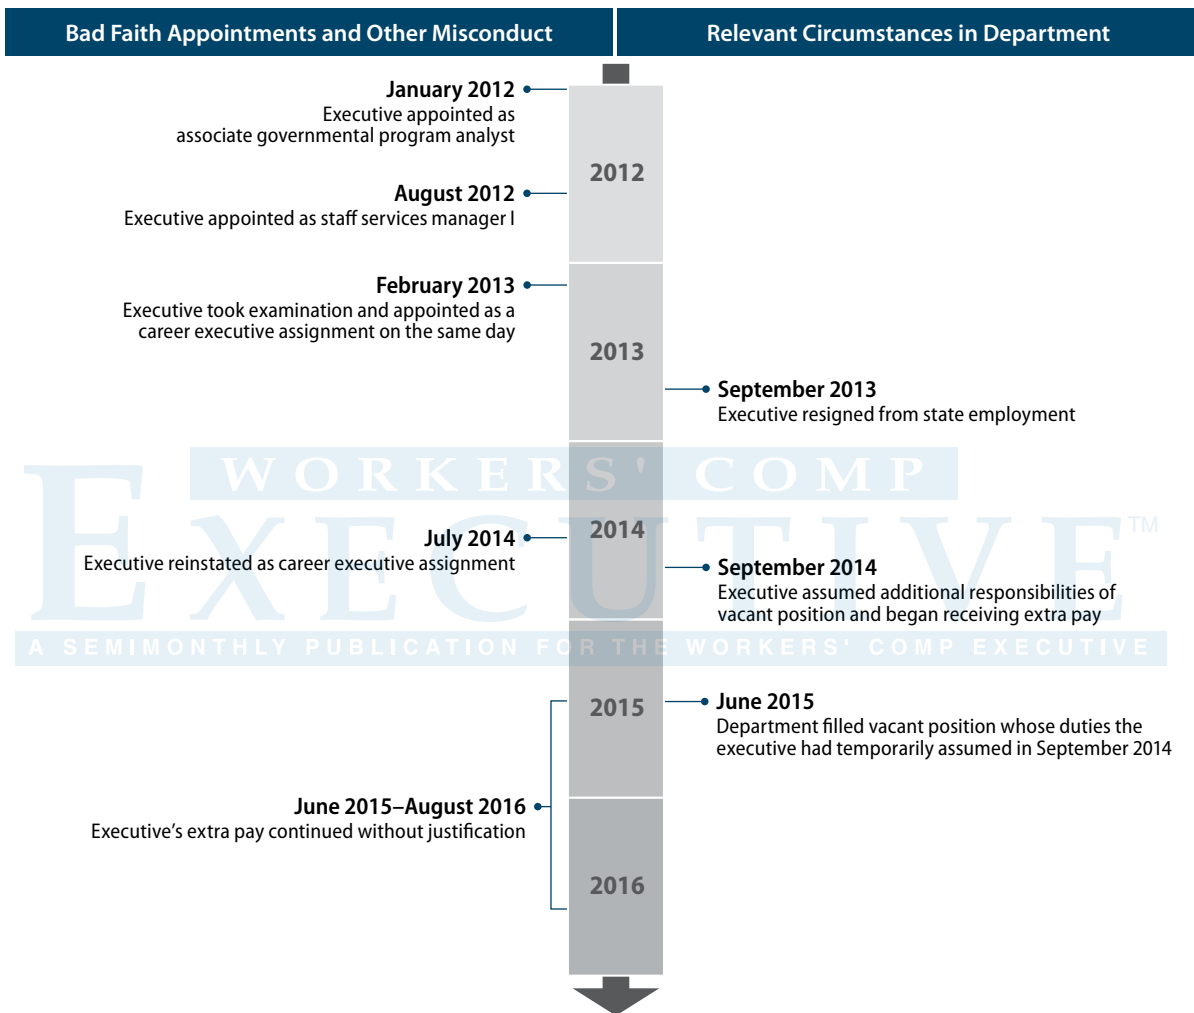 Bad Faith Appointments and Other Misconduct
Relevant Circumstances in Department
January 2012
Executive appointed as
associate governmental program analyst
2012
August 2012
Executive appointed as staff services manager I
February 2013
Executive took examination and appointed as a
career executive assignment on the same day
2013
September 2013
Executive resigned from state employment
WORKERS' COMP
EXECUTIVE™
2014
July 2014
Executive reinstated as career executive assignment
September 2014
Executive assumed additional responsibilities of
vacant position and began receiving extra pay
A SEMIMONTHLY PUBLICATION FOR THE WORKERS' COMP EXECUTIVE
2015
June 2015
Department filled vacant position whose duties the
executive had temporarily assumed in September 2014
June 2015–August 2016
Executive’s extra pay continued without justification
2016